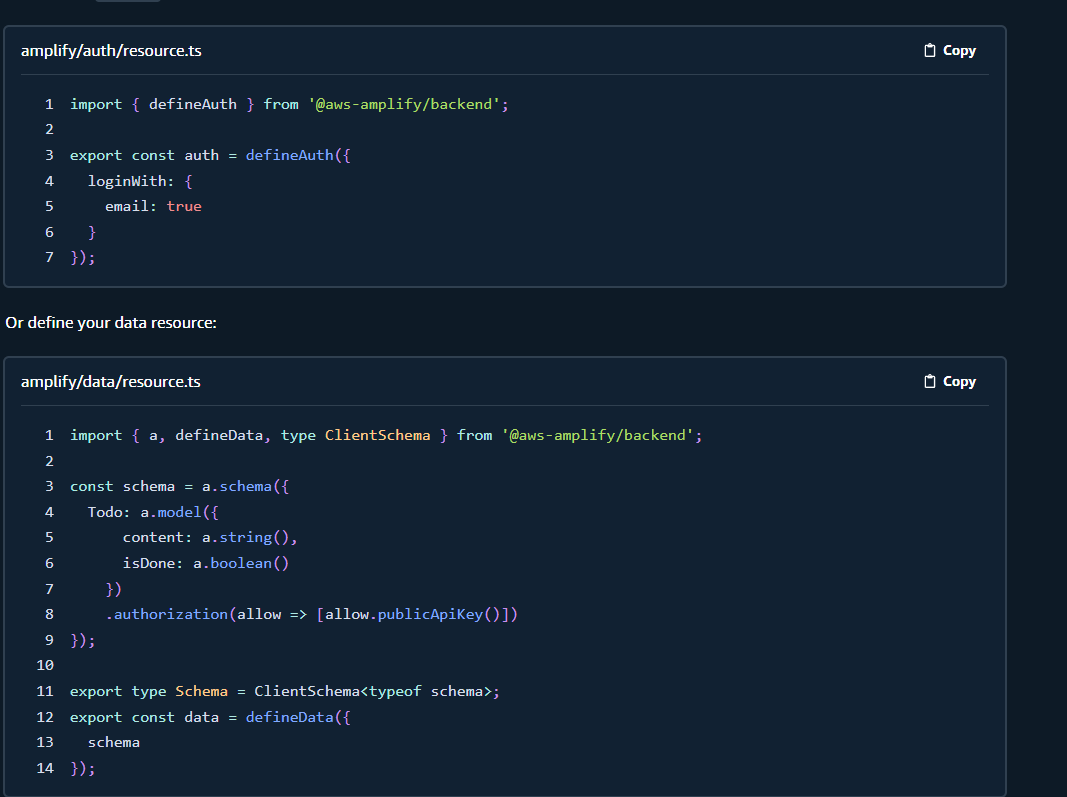 amplify/auth/resource.ts
Copy
1 import { defineAuth } from '@aws-amplify/backend';
2
3 export const auth = defineAuth({
4   loginWith: {
5     email: true
6   }
7 });
Or define your data resource:
amplify/data/resource.ts
Copy
1 import { a, defineData, type ClientSchema } from '@aws-amplify/backend';
2
3 const schema = a.schema({
4   Todo: a.model({
5       content: a.string(),
6       isDone: a.boolean()
7     })
8     .authorization(allow => [allow.publicApiKey()])
9 });
10
11 export type Schema = ClientSchema<typeof schema>;
12 export const data = defineData({
13   schema
14 });